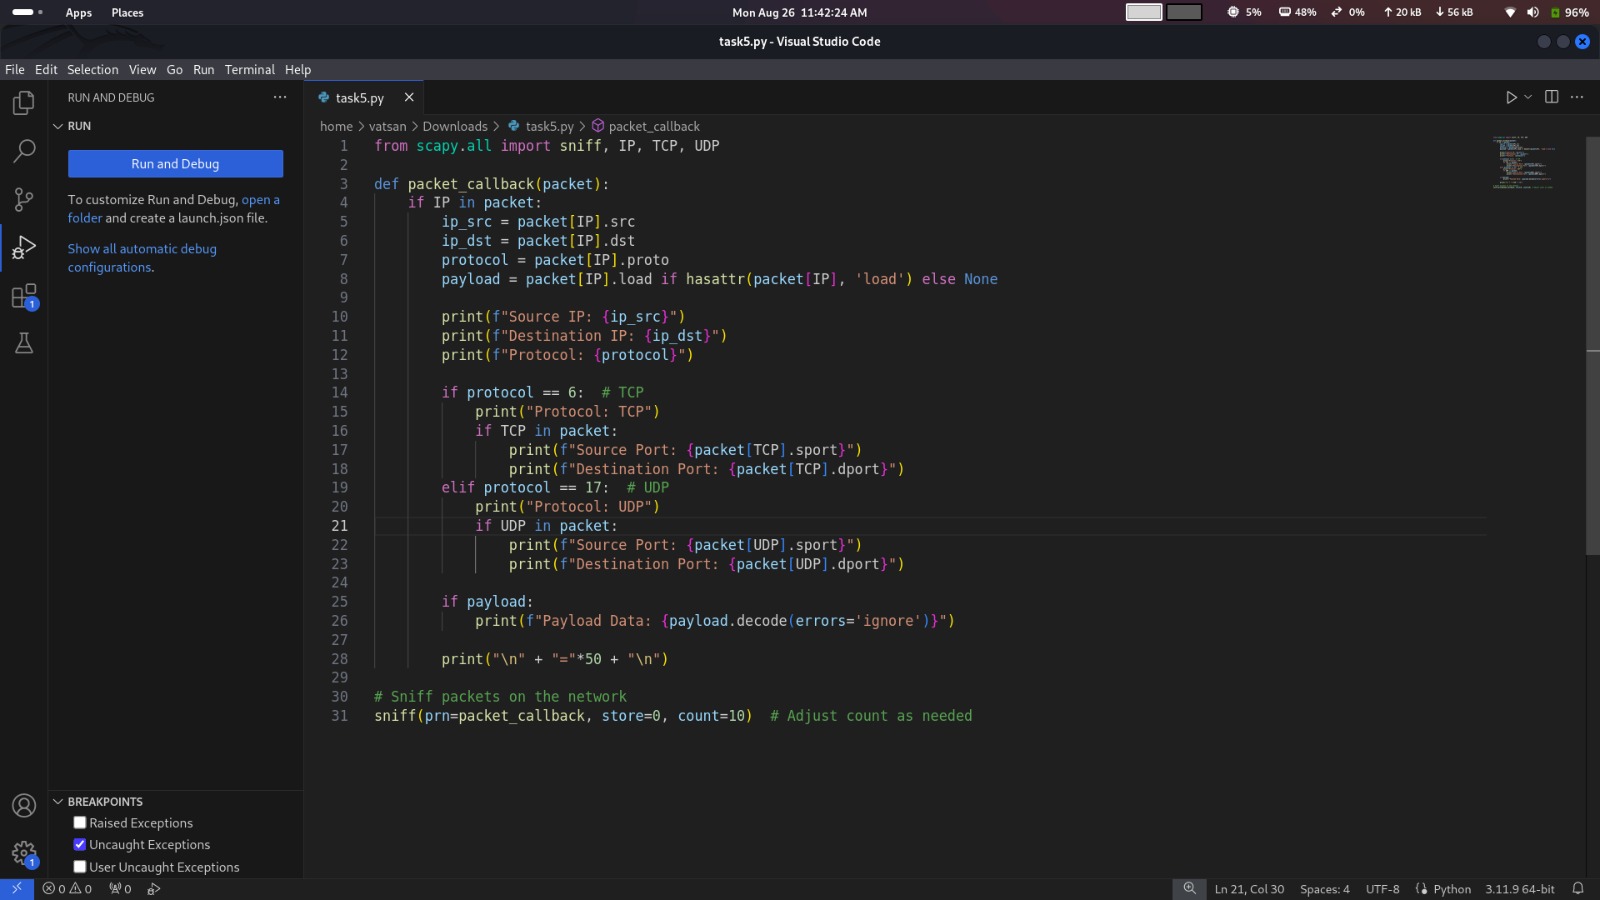 Apps Places Mon Aug 26 11:42:24 AM 5% 48% 0% 20 kB 56 kB 96%
task5.py - Visual Studio Code
File Edit Selection View Go Run Terminal Help
RUN AND DEBUG
RUN
Run and Debug
To customize Run and Debug, open a
folder and create a launch.json file.
Show all automatic debug
configurations.
1
1
BREAKPOINTS
Raised Exceptions
Uncaught Exceptions
User Uncaught Exceptions
task5.py
home > vatsan > Downloads > task5.py > packet_callback
1 from scapy.all import sniff, IP, TCP, UDP
2
3 def packet_callback(packet):
4     if IP in packet:
5         ip_src = packet[IP].src
6         ip_dst = packet[IP].dst
7         protocol = packet[IP].proto
8         payload = packet[IP].load if hasattr(packet[IP], 'load') else None
9
10         print(f"Source IP: {ip_src}")
11         print(f"Destination IP: {ip_dst}")
12         print(f"Protocol: {protocol}")
13
14         if protocol == 6:  # TCP
15             print("Protocol: TCP")
16             if TCP in packet:
17                 print(f"Source Port: {packet[TCP].sport}")
18                 print(f"Destination Port: {packet[TCP].dport}")
19         elif protocol == 17:  # UDP
20             print("Protocol: UDP")
21             if UDP in packet:
22                 print(f"Source Port: {packet[UDP].sport}")
23                 print(f"Destination Port: {packet[UDP].dport}")
24
25         if payload:
26             print(f"Payload Data: {payload.decode(errors='ignore')}")
27
28         print("\n" + "="*50 + "\n")
29
30 # Sniff packets on the network
31 sniff(prn=packet_callback, store=0, count=10)  # Adjust count as needed
0 0 0 Ln 21, Col 30 Spaces: 4 UTF-8 Python 3.11.9 64-bit